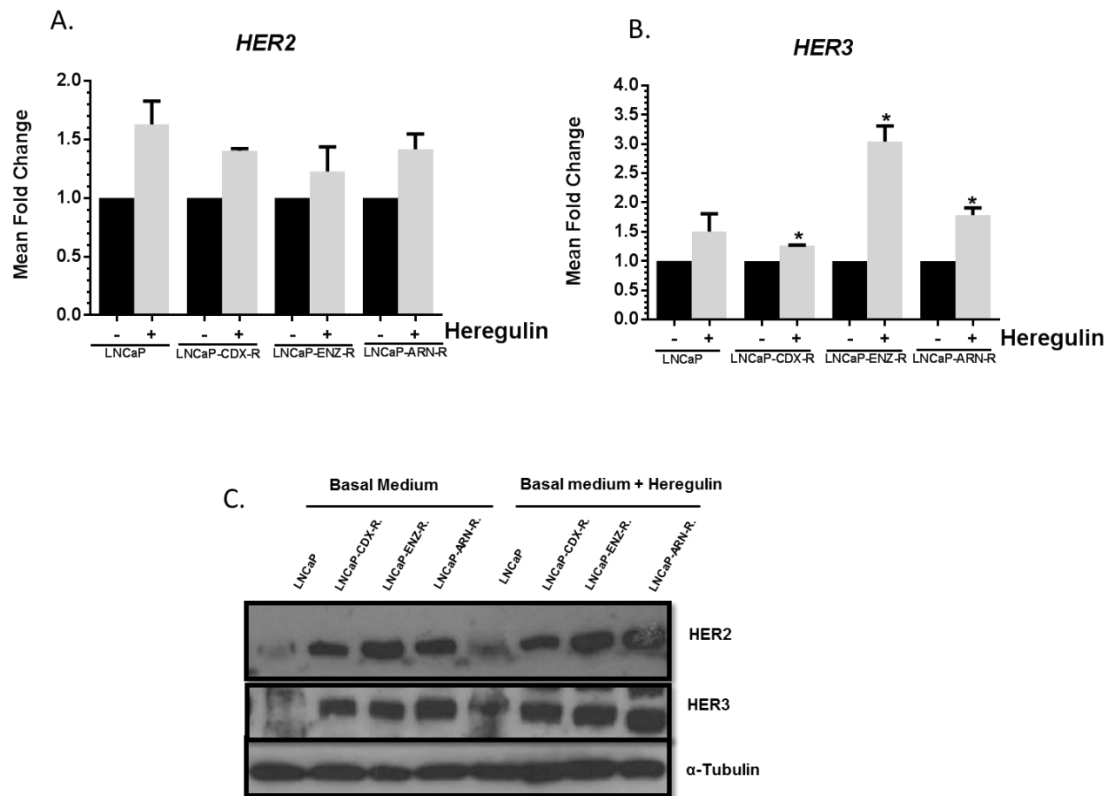 A.
HER2
Mean Fold Change
2.0
1.5
1.0
0.5
0.0
- + - + - + - + Heregulin
LNCaP LNCaP-CDX-R LNCaP-ENZ-R LNCaP-ARN-R
B.
HER3
Mean Fold Change
4.0
3.5
3.0
2.5
2.0
1.5
1.0
0.5
0.0
* * *
- + - + - + - + Heregulin
LNCaP LNCaP-CDX-R LNCaP-ENZ-R LNCaP-ARN-R
C.
Basal Medium Basal medium + Heregulin
LNCaP LNCaP-CDX-R. LNCaP-ENZ-R. LNCaP-ARN-R. LNCaP LNCaP-CDX-R. LNCaP-ENZ-R. LNCaP-ARN-R.
HER2
HER3
α-Tubulin